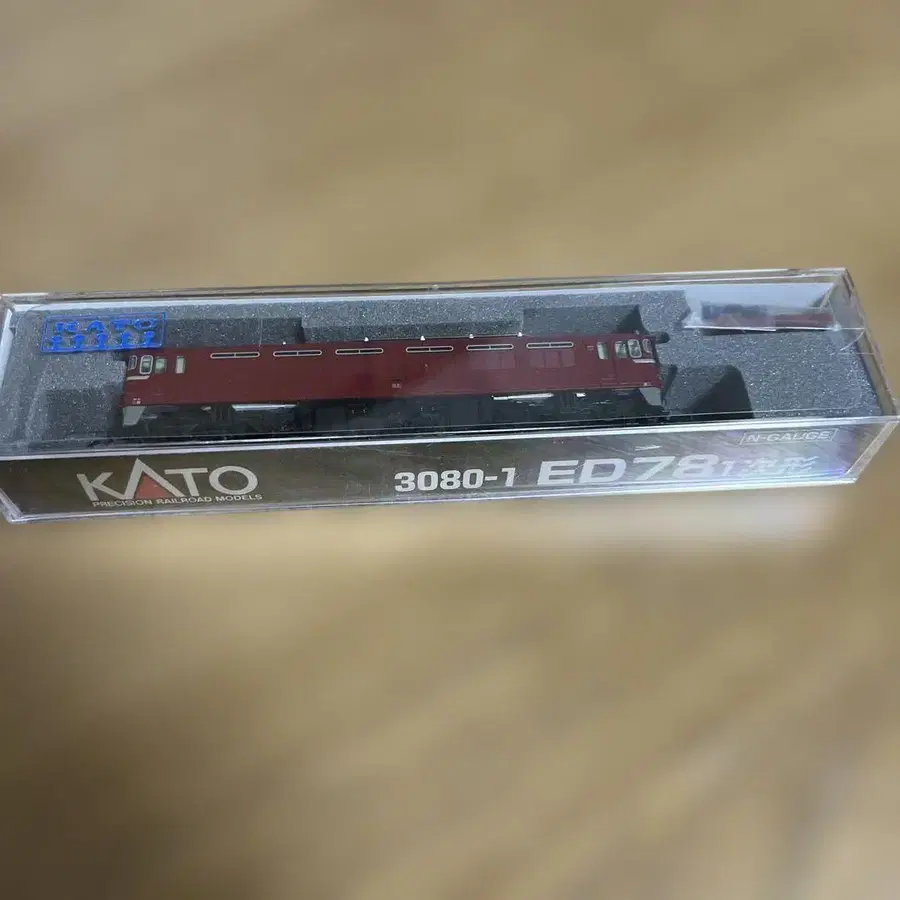 KATO
KATO
PRECISION RAILROAD MODELS
3080-1 ED78
N-GAUGE